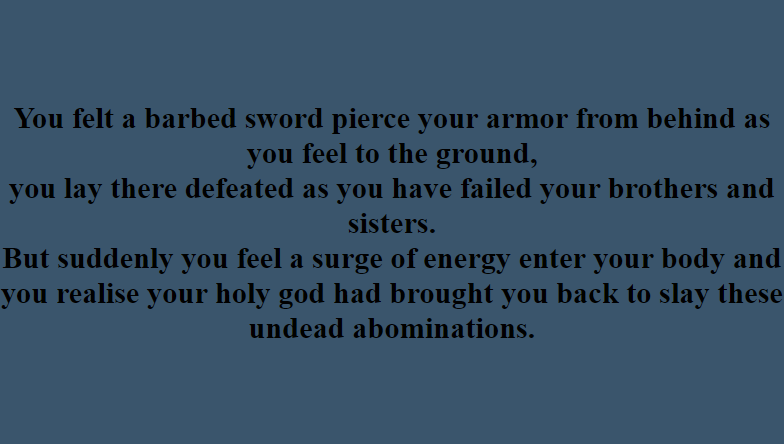 You felt a barbed sword pierce your armor from behind as
you feel to the ground,
you lay there defeated as you have failed your brothers and
sisters.
But suddenly you feel a surge of energy enter your body and
you realise your holy god had brought you back to slay these
undead abominations.